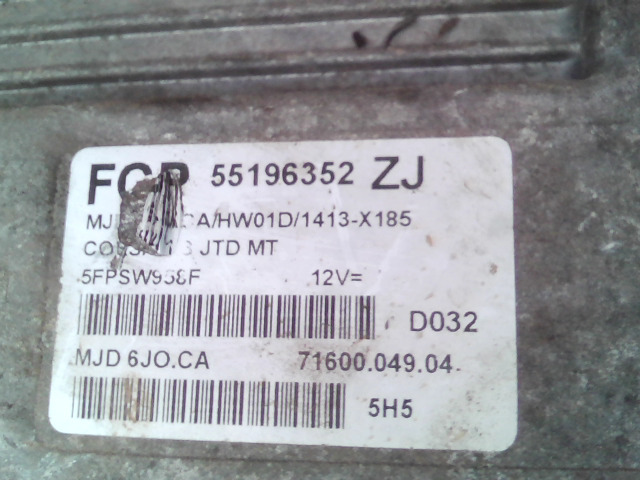 FGP 55196352 ZJ
CA/HW01D/1413-X185
JTD MT
5FPSW958F 12V=
D032
MJD 6JO.CA 71600.049.04
5H5